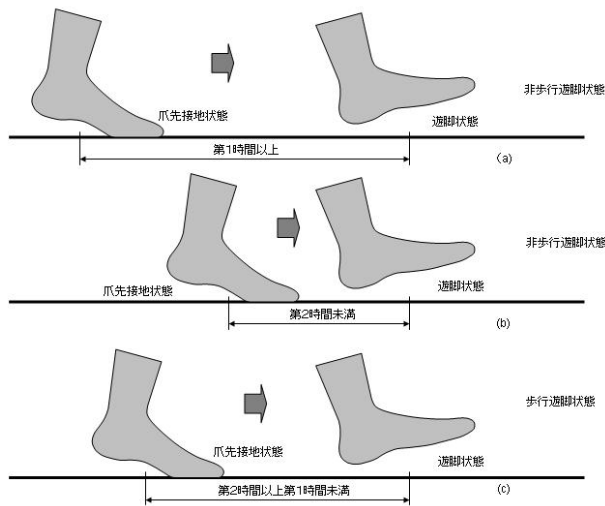 爪先接地状態
遊脚状態
非歩行遊脚状態
第1時間以上
(a)
爪先接地状態
遊脚状態
非歩行遊脚状態
第2時間未満
(b)
爪先接地状態
遊脚状態
歩行遊脚状態
第2時間以上第1時間未満
(c)